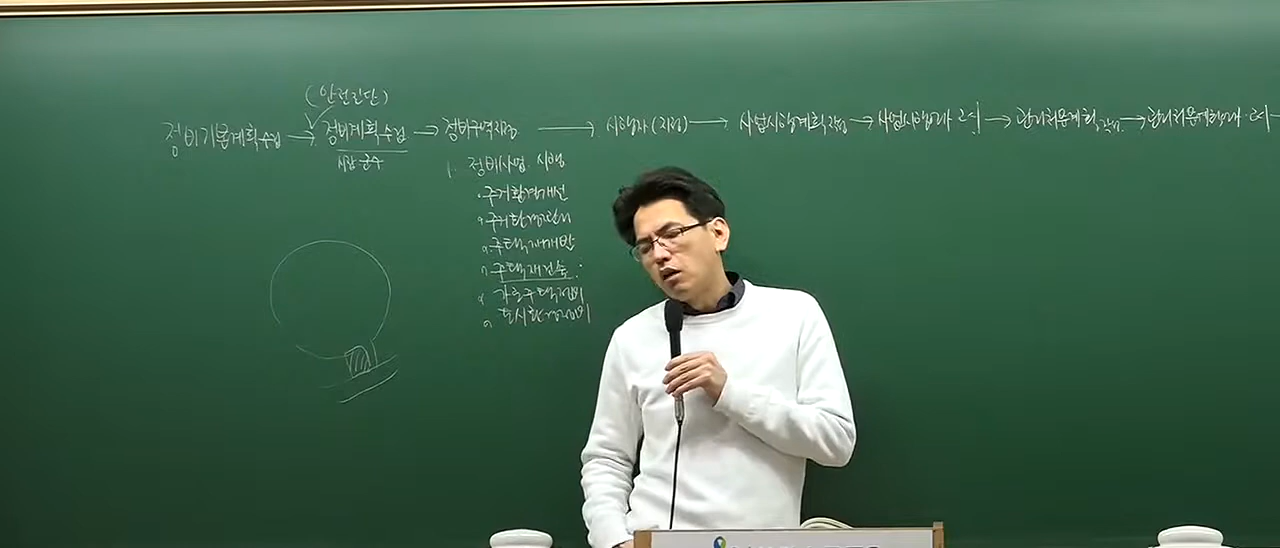 (안전진단)
정비기본계획수립 → 정비계획수립 → 정비구역지정 → 시행자(지정) → 사업시행계획작성 → 사업시행인가 고시 → 관리처분계획 → 관리처분계획인가 고시
시장·군수
1. 정비사업 시행
· 주거환경개선
주거환경관리
주택재개발
주택재건축
가로주택정비
도시환경정비